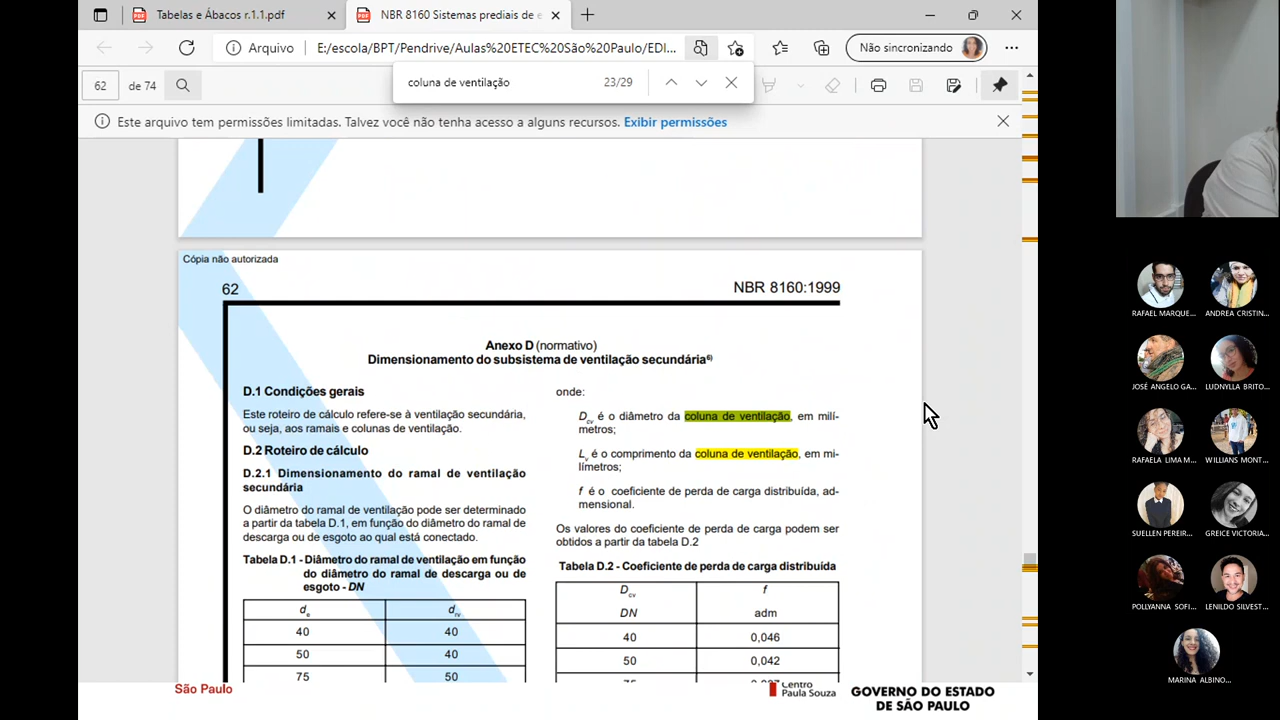 Tabelas e Ábacos r.1.1.pdf
NBR 8160 Sistemas prediais de e
Arquivo
E:/escola/BPT/Pendrive/Aulas%20ETEC%20São%20Paulo/EDI...
Não sincronizando
62
de 74
coluna de ventilação
23/29
Este arquivo tem permissões limitadas. Talvez você não tenha acesso a alguns recursos. Exibir permissões
Cópia não autorizada
62
NBR 8160:1999
Anexo D (normativo)
Dimensionamento do subsistema de ventilação secundária⁶⁾
D.1 Condições gerais
Este roteiro de cálculo refere-se à ventilação secundária,
ou seja, aos ramais e colunas de ventilação.
D.2 Roteiro de cálculo
D.2.1 Dimensionamento do ramal de ventilação
secundária
O diâmetro do ramal de ventilação pode ser determinado
a partir da tabela D.1, em função do diâmetro do ramal de
descarga ou de esgoto ao qual está conectado.
Tabela D.1 - Diâmetro do ramal de ventilação em função
do diâmetro do ramal de descarga ou de
esgoto - DN
40 40
50 40
75 50
onde:
Dcv é o diâmetro da coluna de ventilação, em milí-
metros;
Lv é o comprimento da coluna de ventilação, em mi-
límetros;
f é o coeficiente de perda de carga distribuída, ad-
mensional.
Os valores do coeficiente de perda de carga podem ser
obtidos a partir da tabela D.2
Tabela D.2 - Coeficiente de perda de carga distribuída
Dcv f
DN adm
40 0,046
50 0,042
São Paulo
Centro
Paula Souza
GOVERNO DO ESTADO
DE SÃO PAULO
RAFAEL MARQUE...
ANDREA CRISTIN...
JOSÉ ANGELO GA...
LUDNYLLA BRITO...
RAFAELA LIMA M...
WILLIANS MONT...
SUELLEN PEREIR...
GREICE VICTORIA...
POLLYANNA SOFI...
LENILDO SILVEST...
MARINA ALBINO...